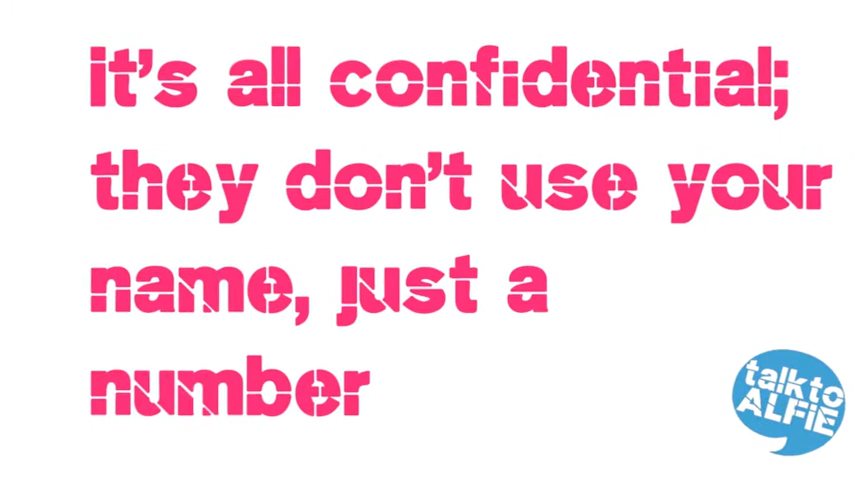 it's all confidential;
they don't use your
name, just a
number
talk to
ALFIE